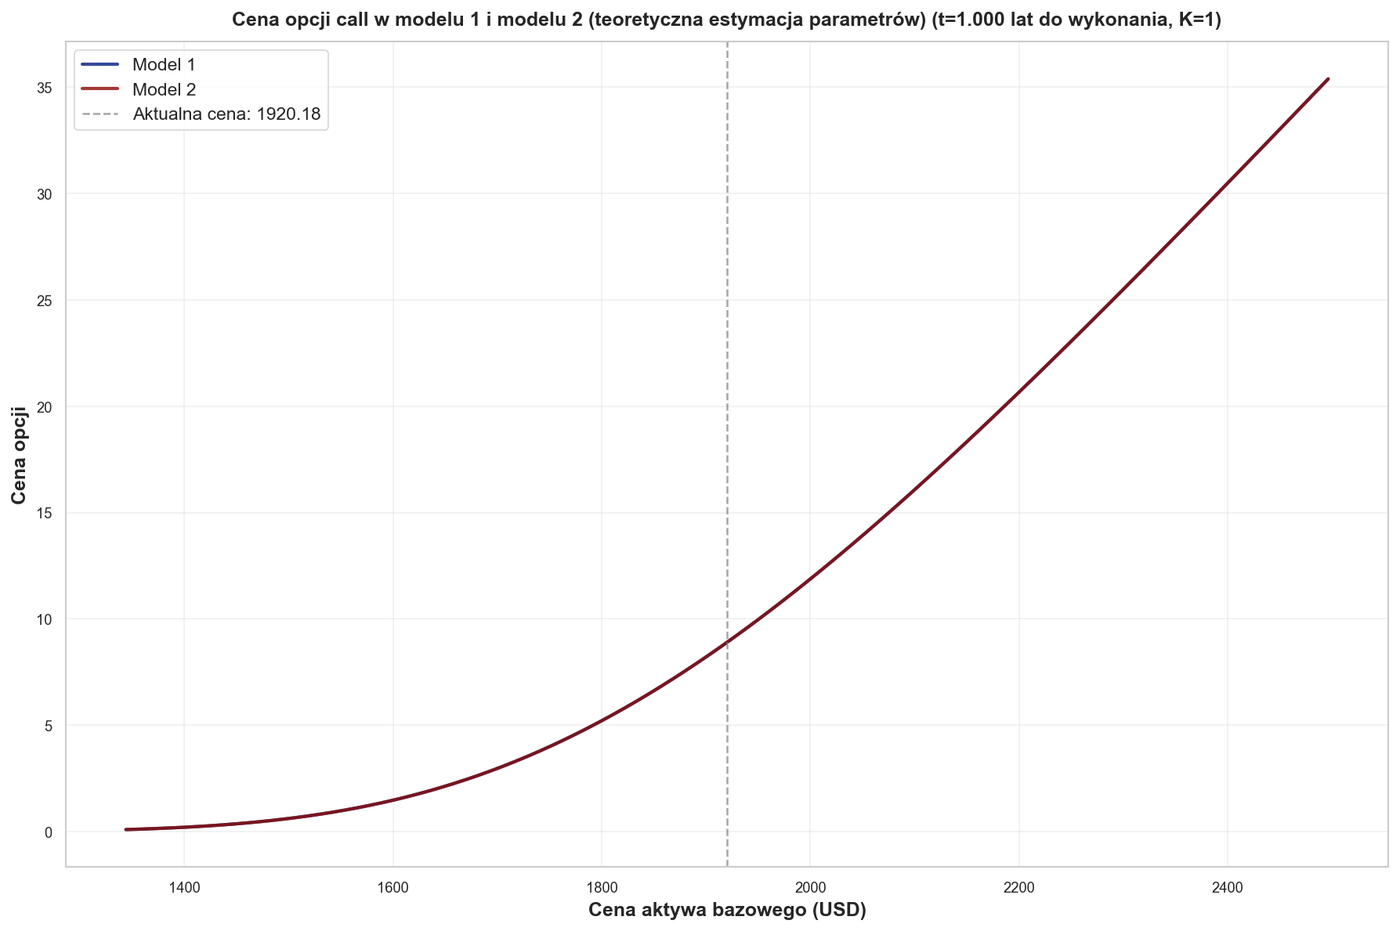 Cena opcji call w modelu 1 i modelu 2 (teoretyczna estymacja parametrów) (t=1.000 lat do wykonania, K=1)
Model 1
Model 2
Aktualna cena: 1920.18
Cena opcji
35
30
25
20
15
10
5
0
1400 1600 1800 2000 2200 2400
Cena aktywa bazowego (USD)